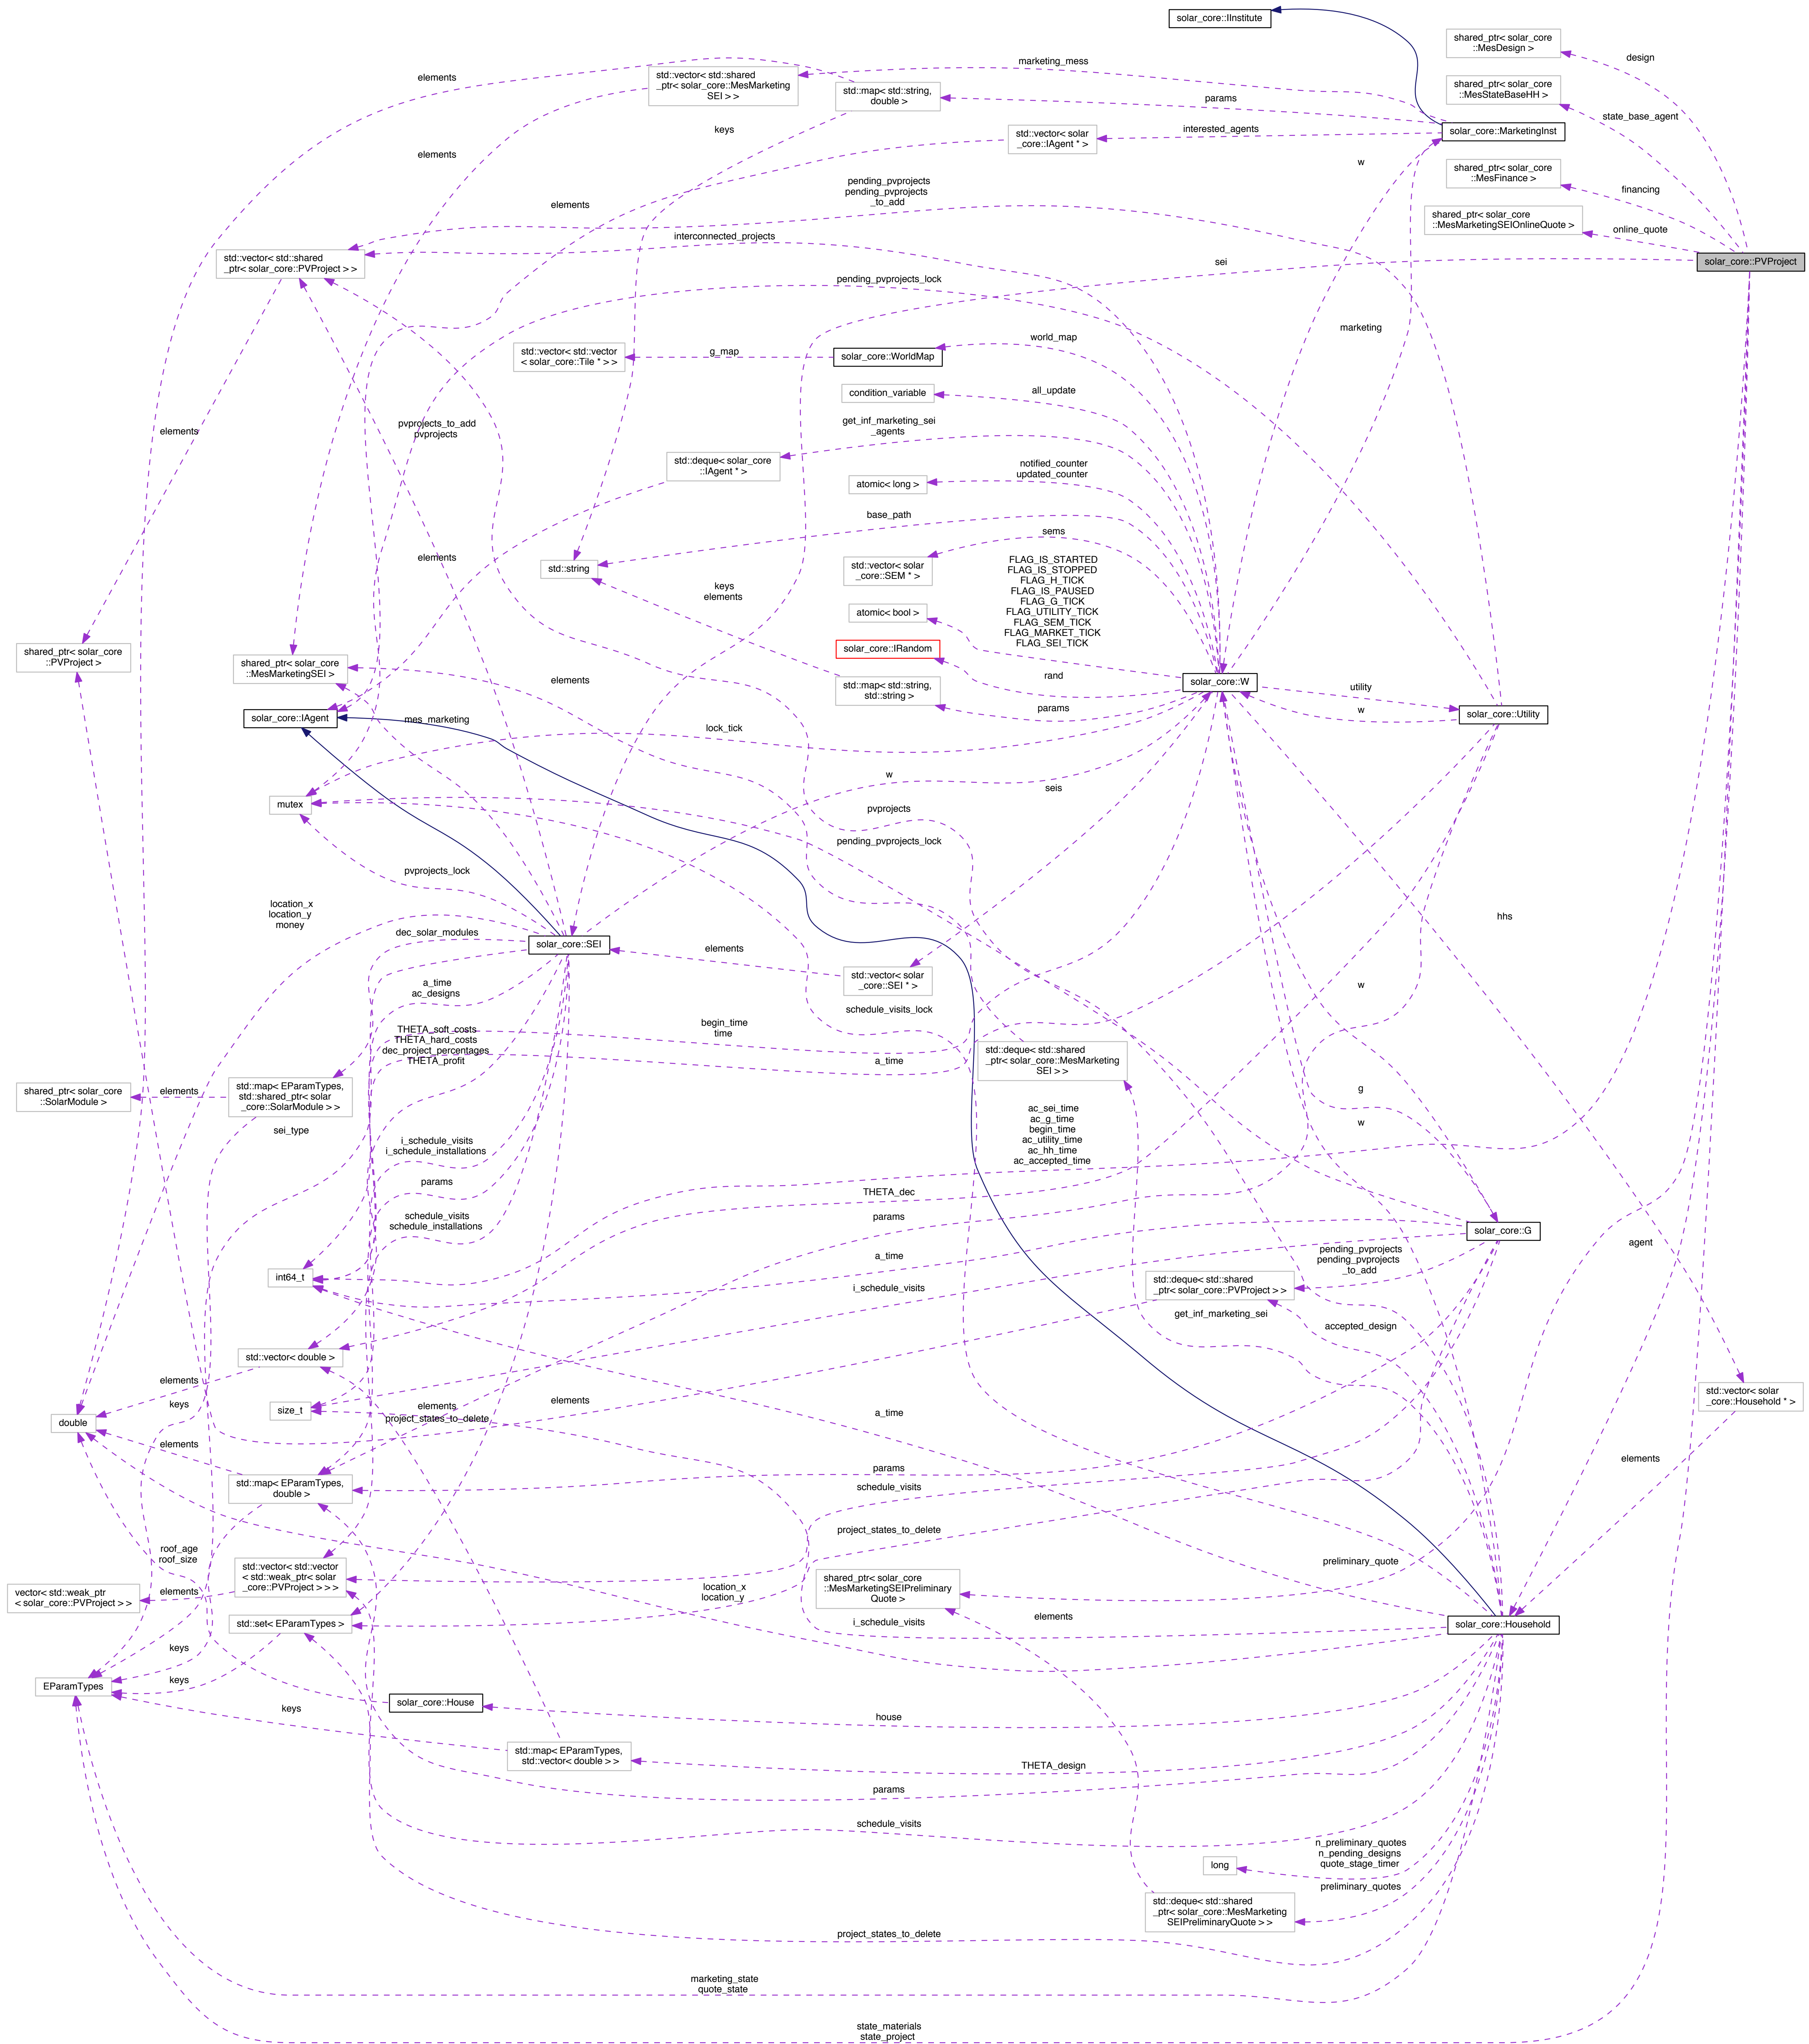 solar_core::IInstitute
shared_ptr< solar_core
::MesDesign >
design
marketing_mess
elements
std::vector< std::shared
_ptr< solar_core::MesMarketing
SEI > >
std::map< std::string,
double >
params
shared_ptr< solar_core
::MesStateBaseHH >
state_base_agent
keys
std::vector< solar
_core::IAgent * >
interested_agents
solar_core::MarketingInst
elements
w
shared_ptr< solar_core
::MesFinance >
financing
elements
pending_pvprojects
pending_pvprojects
_to_add
shared_ptr< solar_core
::MesMarketingSEIOnlineQuote >
online_quote
interconnected_projects
std::vector< std::shared
_ptr< solar_core::PVProject > >
sei
solar_core::PVProject
pending_pvprojects_lock
marketing
std::vector< std::vector
< solar_core::Tile * > >
g_map
solar_core::WorldMap
world_map
condition_variable
all_update
elements
pvprojects_to_add
pvprojects
get_inf_marketing_sei
_agents
std::deque< solar_core
::IAgent * >
atomic< long >
notified_counter
updated_counter
base_path
elements
std::string
sems
std::vector< solar
_core::SEM * >
keys
elements
FLAG_IS_STARTED
FLAG_IS_STOPPED
FLAG_H_TICK
FLAG_IS_PAUSED
FLAG_G_TICK
FLAG_UTILITY_TICK
FLAG_SEM_TICK
FLAG_MARKET_TICK
FLAG_SEI_TICK
atomic< bool >
shared_ptr< solar_core
::PVProject >
solar_core::IRandom
shared_ptr< solar_core
::MesMarketingSEI >
elements
rand
solar_core::W
std::map< std::string,
std::string >
params
utility
w
solar_core::Utility
solar_core::IAgent
mes_marketing
lock_tick
w
seis
mutex
pvprojects
pending_pvprojects_lock
pvprojects_lock
location_x
location_y
money
hhs
dec_solar_modules
solar_core::SEI
elements
std::vector< solar
_core::SEI * >
a_time
ac_designs
w
schedule_visits_lock
THETA_soft_costs
THETA_hard_costs
dec_project_percentages
THETA_profit
begin_time
time
a_time
std::deque< std::shared
_ptr< solar_core::MesMarketing
SEI > >
shared_ptr< solar_core
::SolarModule >
elements
std::map< EParamTypes,
std::shared_ptr< solar
_core::SolarModule > >
g
w
sei_type
ac_sei_time
ac_g_time
begin_time
ac_utility_time
ac_hh_time
ac_accepted_time
i_schedule_visits
i_schedule_installations
params
THETA_dec
params
schedule_visits
schedule_installations
solar_core::G
agent
a_time
pending_pvprojects
pending_pvprojects
_to_add
int64_t
i_schedule_visits
std::deque< std::shared
_ptr< solar_core::PVProject > >
get_inf_marketing_sei
accepted_design
std::vector< double >
elements
std::vector< solar
_core::Household * >
keys
elements
project_states_to_delete
elements
size_t
a_time
double
elements
elements
std::map< EParamTypes,
double >
params
schedule_visits
project_states_to_delete
roof_age
roof_size
std::vector< std::vector
< std::weak_ptr< solar
_core::PVProject > > >
preliminary_quote
vector< std::weak_ptr
< solar_core::PVProject > >
elements
location_x
location_y
shared_ptr< solar_core
::MesMarketingSEIPreliminary
Quote >
std::set< EParamTypes >
i_schedule_visits
elements
solar_core::Household
keys
keys
EParamTypes
solar_core::House
keys
house
std::map< EParamTypes,
std::vector< double > >
THETA_design
params
schedule_visits
n_preliminary_quotes
n_pending_designs
quote_stage_timer
long
preliminary_quotes
std::deque< std::shared
_ptr< solar_core::MesMarketing
SEIPreliminaryQuote > >
project_states_to_delete
marketing_state
quote_state
state_materials
state_project